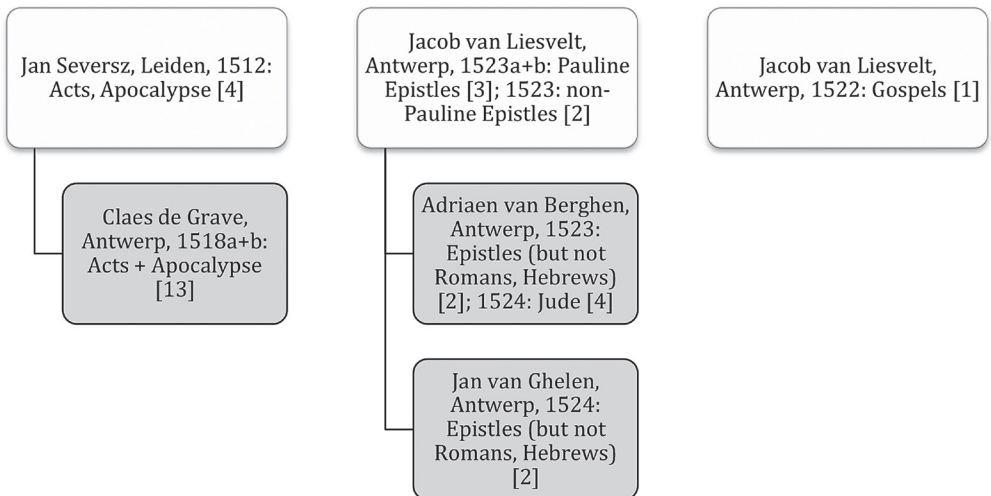 Jan Seversz, Leiden, 1512:
Acts, Apocalypse [4]
Claes de Grave,
Antwerp, 1518a+b:
Acts + Apocalypse
[13]
Jacob van Liesvelt,
Antwerp, 1523a+b: Pauline
Epistles [3]; 1523: non-
Pauline Epistles [2]
Adriaen van Berghen,
Antwerp, 1523:
Epistles (but not
Romans, Hebrews)
[2]; 1524: Jude [4]
Jan van Ghelen,
Antwerp, 1524:
Epistles (but not
Romans, Hebrews)
[2]
Jacob van Liesvelt,
Antwerp, 1522: Gospels [1]